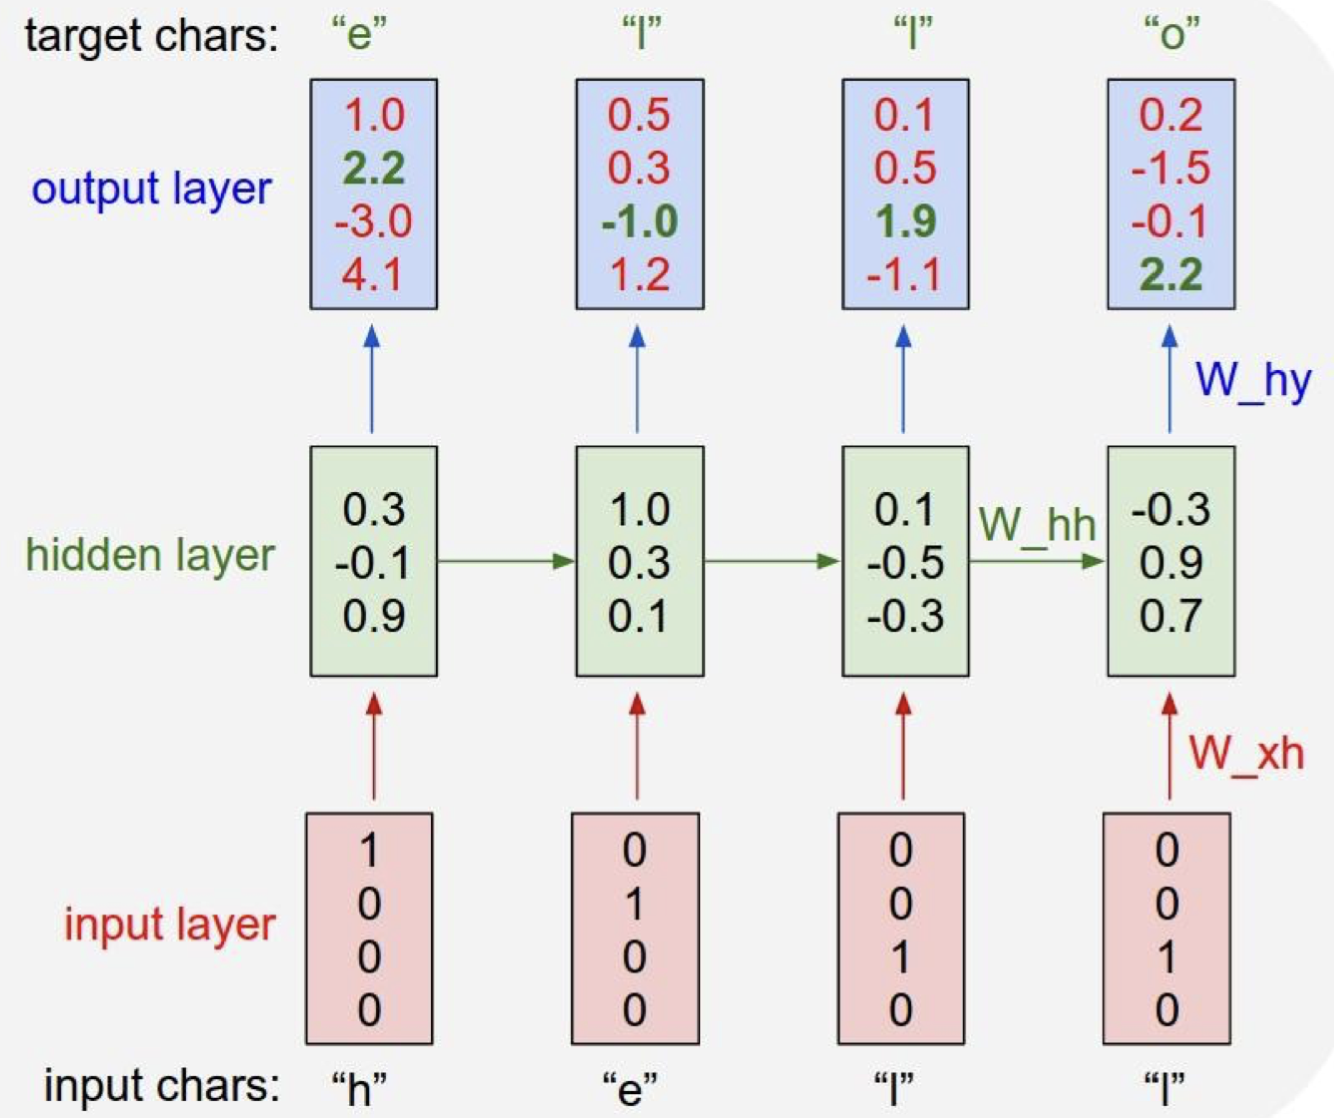 target chars: “e” “l” “l” “o”
1.0 0.5 0.1 0.2
2.2 0.3 0.5 -1.5
output layer
-3.0 -1.0 1.9 -0.1
4.1 1.2 -1.1 2.2
W_hy
0.3 1.0 0.1 -0.3
W_hh
hidden layer -0.1 0.3 -0.5 0.9
0.9 0.1 -0.3 0.7
W_xh
1 0 0 0
0 1 0 0
input layer
0 0 1 1
0 0 0 0
input chars: “h” “e” “l” “l”